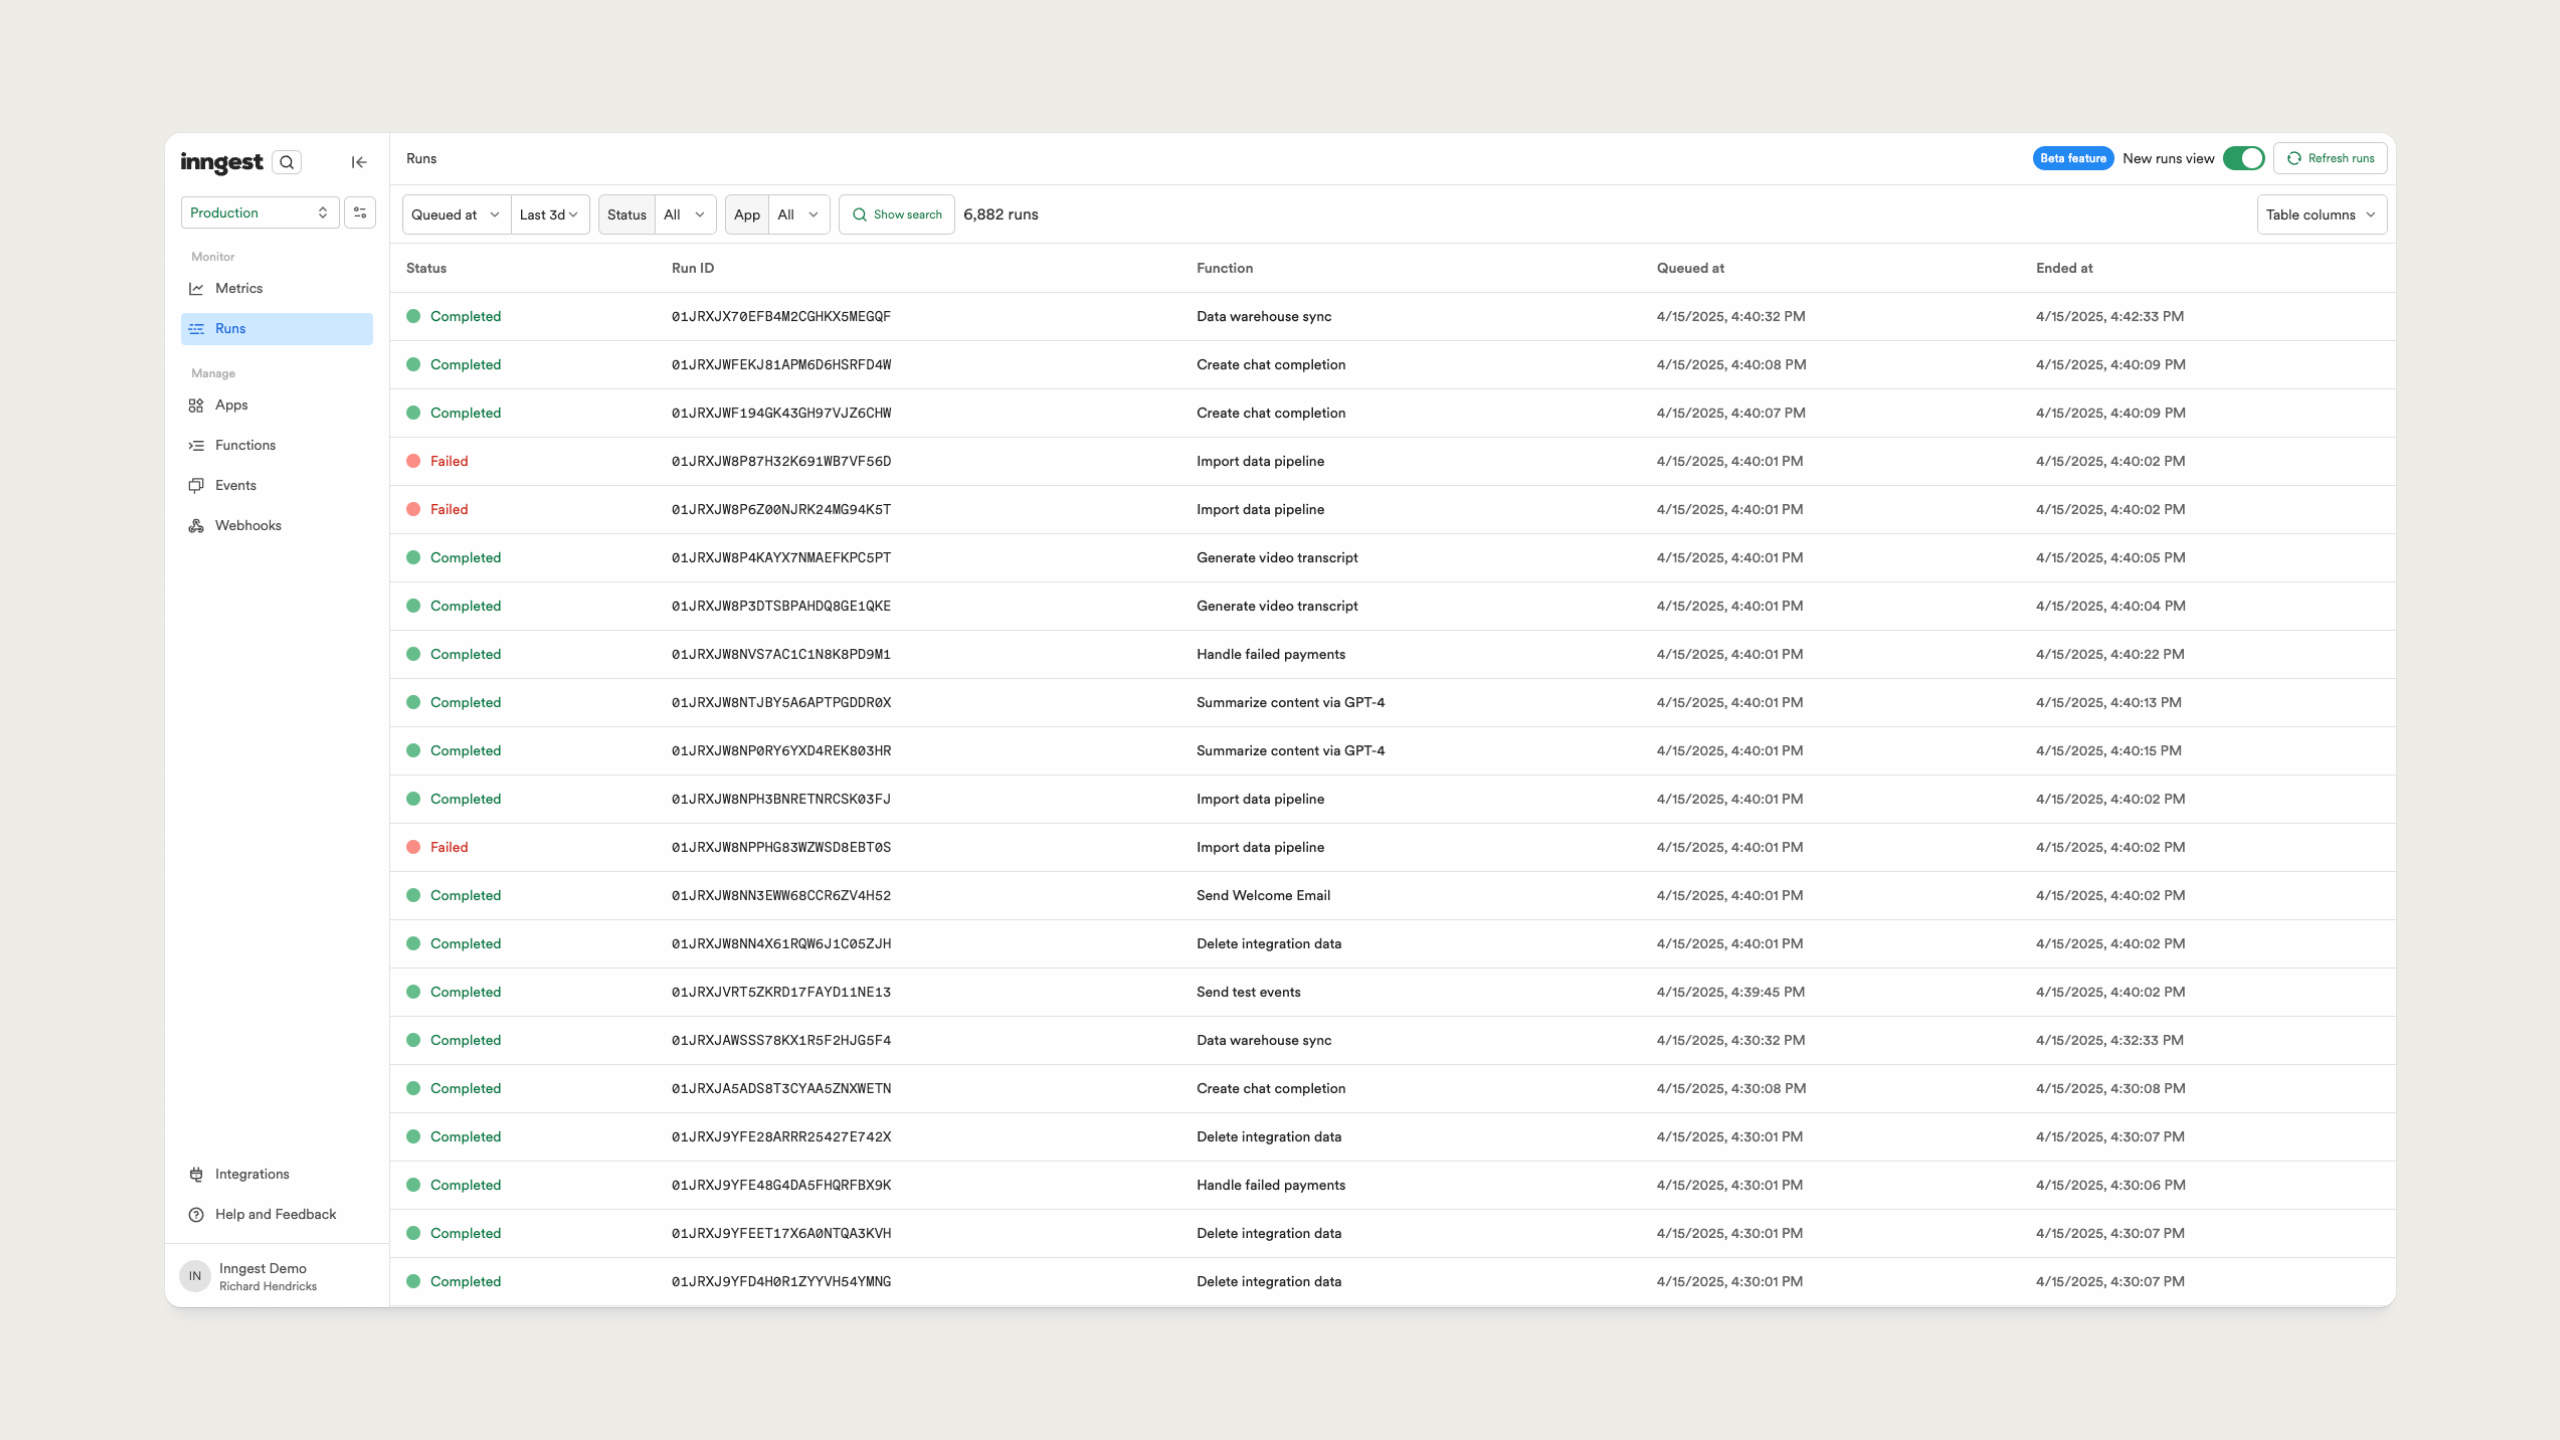 inngest
Production
Monitor
Metrics
Runs
Manage
Apps
Functions
Events
Webhooks
Integrations
Help and Feedback
IN
Inngest Demo
Richard Hendricks
Runs
Beta feature New runs view Refresh runs
Queued at Last 3d Status All App All Show search 6,882 runs Table columns
Status Run ID Function Queued at Ended at
Completed 01JRXJX70EFB4M2CGHKX5MEGQF Data warehouse sync 4/15/2025, 4:40:32 PM 4/15/2025, 4:42:33 PM
Completed 01JRXJWFEKJ81APM6D6HSRFD4W Create chat completion 4/15/2025, 4:40:08 PM 4/15/2025, 4:40:09 PM
Completed 01JRXJWF194GK43GH97VJZ6CHW Create chat completion 4/15/2025, 4:40:07 PM 4/15/2025, 4:40:09 PM
Failed 01JRXJW8P87H32K691WB7VF56D Import data pipeline 4/15/2025, 4:40:01 PM 4/15/2025, 4:40:02 PM
Failed 01JRXJW8P6Z00NJRK24MG94K5T Import data pipeline 4/15/2025, 4:40:01 PM 4/15/2025, 4:40:02 PM
Completed 01JRXJW8P4KAYX7NMAEFKPC5PT Generate video transcript 4/15/2025, 4:40:01 PM 4/15/2025, 4:40:05 PM
Completed 01JRXJW8P3DTSBPAHDQ8GE1QKE Generate video transcript 4/15/2025, 4:40:01 PM 4/15/2025, 4:40:04 PM
Completed 01JRXJW8NVS7AC1C1N8K8PD9M1 Handle failed payments 4/15/2025, 4:40:01 PM 4/15/2025, 4:40:22 PM
Completed 01JRXJW8NTJBY5A6APTPGDDR0X Summarize content via GPT-4 4/15/2025, 4:40:01 PM 4/15/2025, 4:40:13 PM
Completed 01JRXJW8NP0RY6YXD4REK803HR Summarize content via GPT-4 4/15/2025, 4:40:01 PM 4/15/2025, 4:40:15 PM
Completed 01JRXJW8NPH3BNRETNRCSK03FJ Import data pipeline 4/15/2025, 4:40:01 PM 4/15/2025, 4:40:02 PM
Failed 01JRXJW8NPPHG83WZWSD8EBT0S Import data pipeline 4/15/2025, 4:40:01 PM 4/15/2025, 4:40:02 PM
Completed 01JRXJW8NN3EWW68CCR6ZV4H52 Send Welcome Email 4/15/2025, 4:40:01 PM 4/15/2025, 4:40:02 PM
Completed 01JRXJW8NN4X61RQW6J1C05ZJH Delete integration data 4/15/2025, 4:40:01 PM 4/15/2025, 4:40:02 PM
Completed 01JRXJVRT5ZKRD17FAYD11NE13 Send test events 4/15/2025, 4:39:45 PM 4/15/2025, 4:40:02 PM
Completed 01JRXJAWSSS78KX1R5F2HJG5F4 Data warehouse sync 4/15/2025, 4:30:32 PM 4/15/2025, 4:32:33 PM
Completed 01JRXJA5ADS8T3CYAA5ZNXWETN Create chat completion 4/15/2025, 4:30:08 PM 4/15/2025, 4:30:08 PM
Completed 01JRXJ9YFE28ARRR25427E742X Delete integration data 4/15/2025, 4:30:01 PM 4/15/2025, 4:30:07 PM
Completed 01JRXJ9YFE48G4DA5FHQRFBX9K Handle failed payments 4/15/2025, 4:30:01 PM 4/15/2025, 4:30:06 PM
Completed 01JRXJ9YFEET17X6A0NTQA3KVH Delete integration data 4/15/2025, 4:30:01 PM 4/15/2025, 4:30:07 PM
Completed 01JRXJ9YFD4H0R1ZYYVH54YMNG Delete integration data 4/15/2025, 4:30:01 PM 4/15/2025, 4:30:07 PM